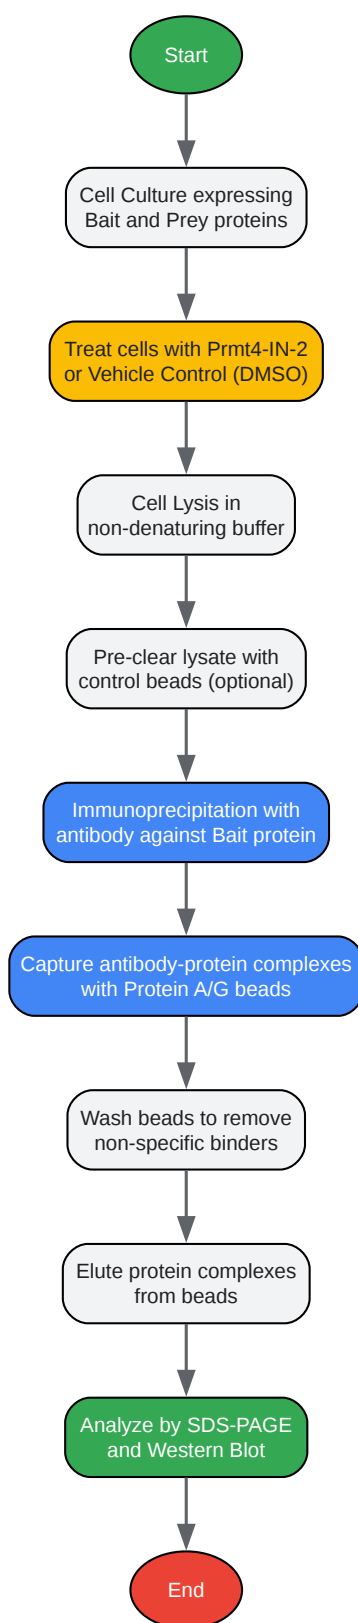 Start
Cell Culture expressing
Bait and Prey proteins
Treat cells with Prmt4-IN-2
or Vehicle Control (DMSO)
Cell Lysis in
non-denaturing buffer
Pre-clear lysate with
control beads (optional)
Immunoprecipitation with
antibody against Bait protein
Capture antibody-protein complexes
with Protein A/G beads
Wash beads to remove
non-specific binders
Elute protein complexes
from beads
Analyze by SDS-PAGE
and Western Blot
End